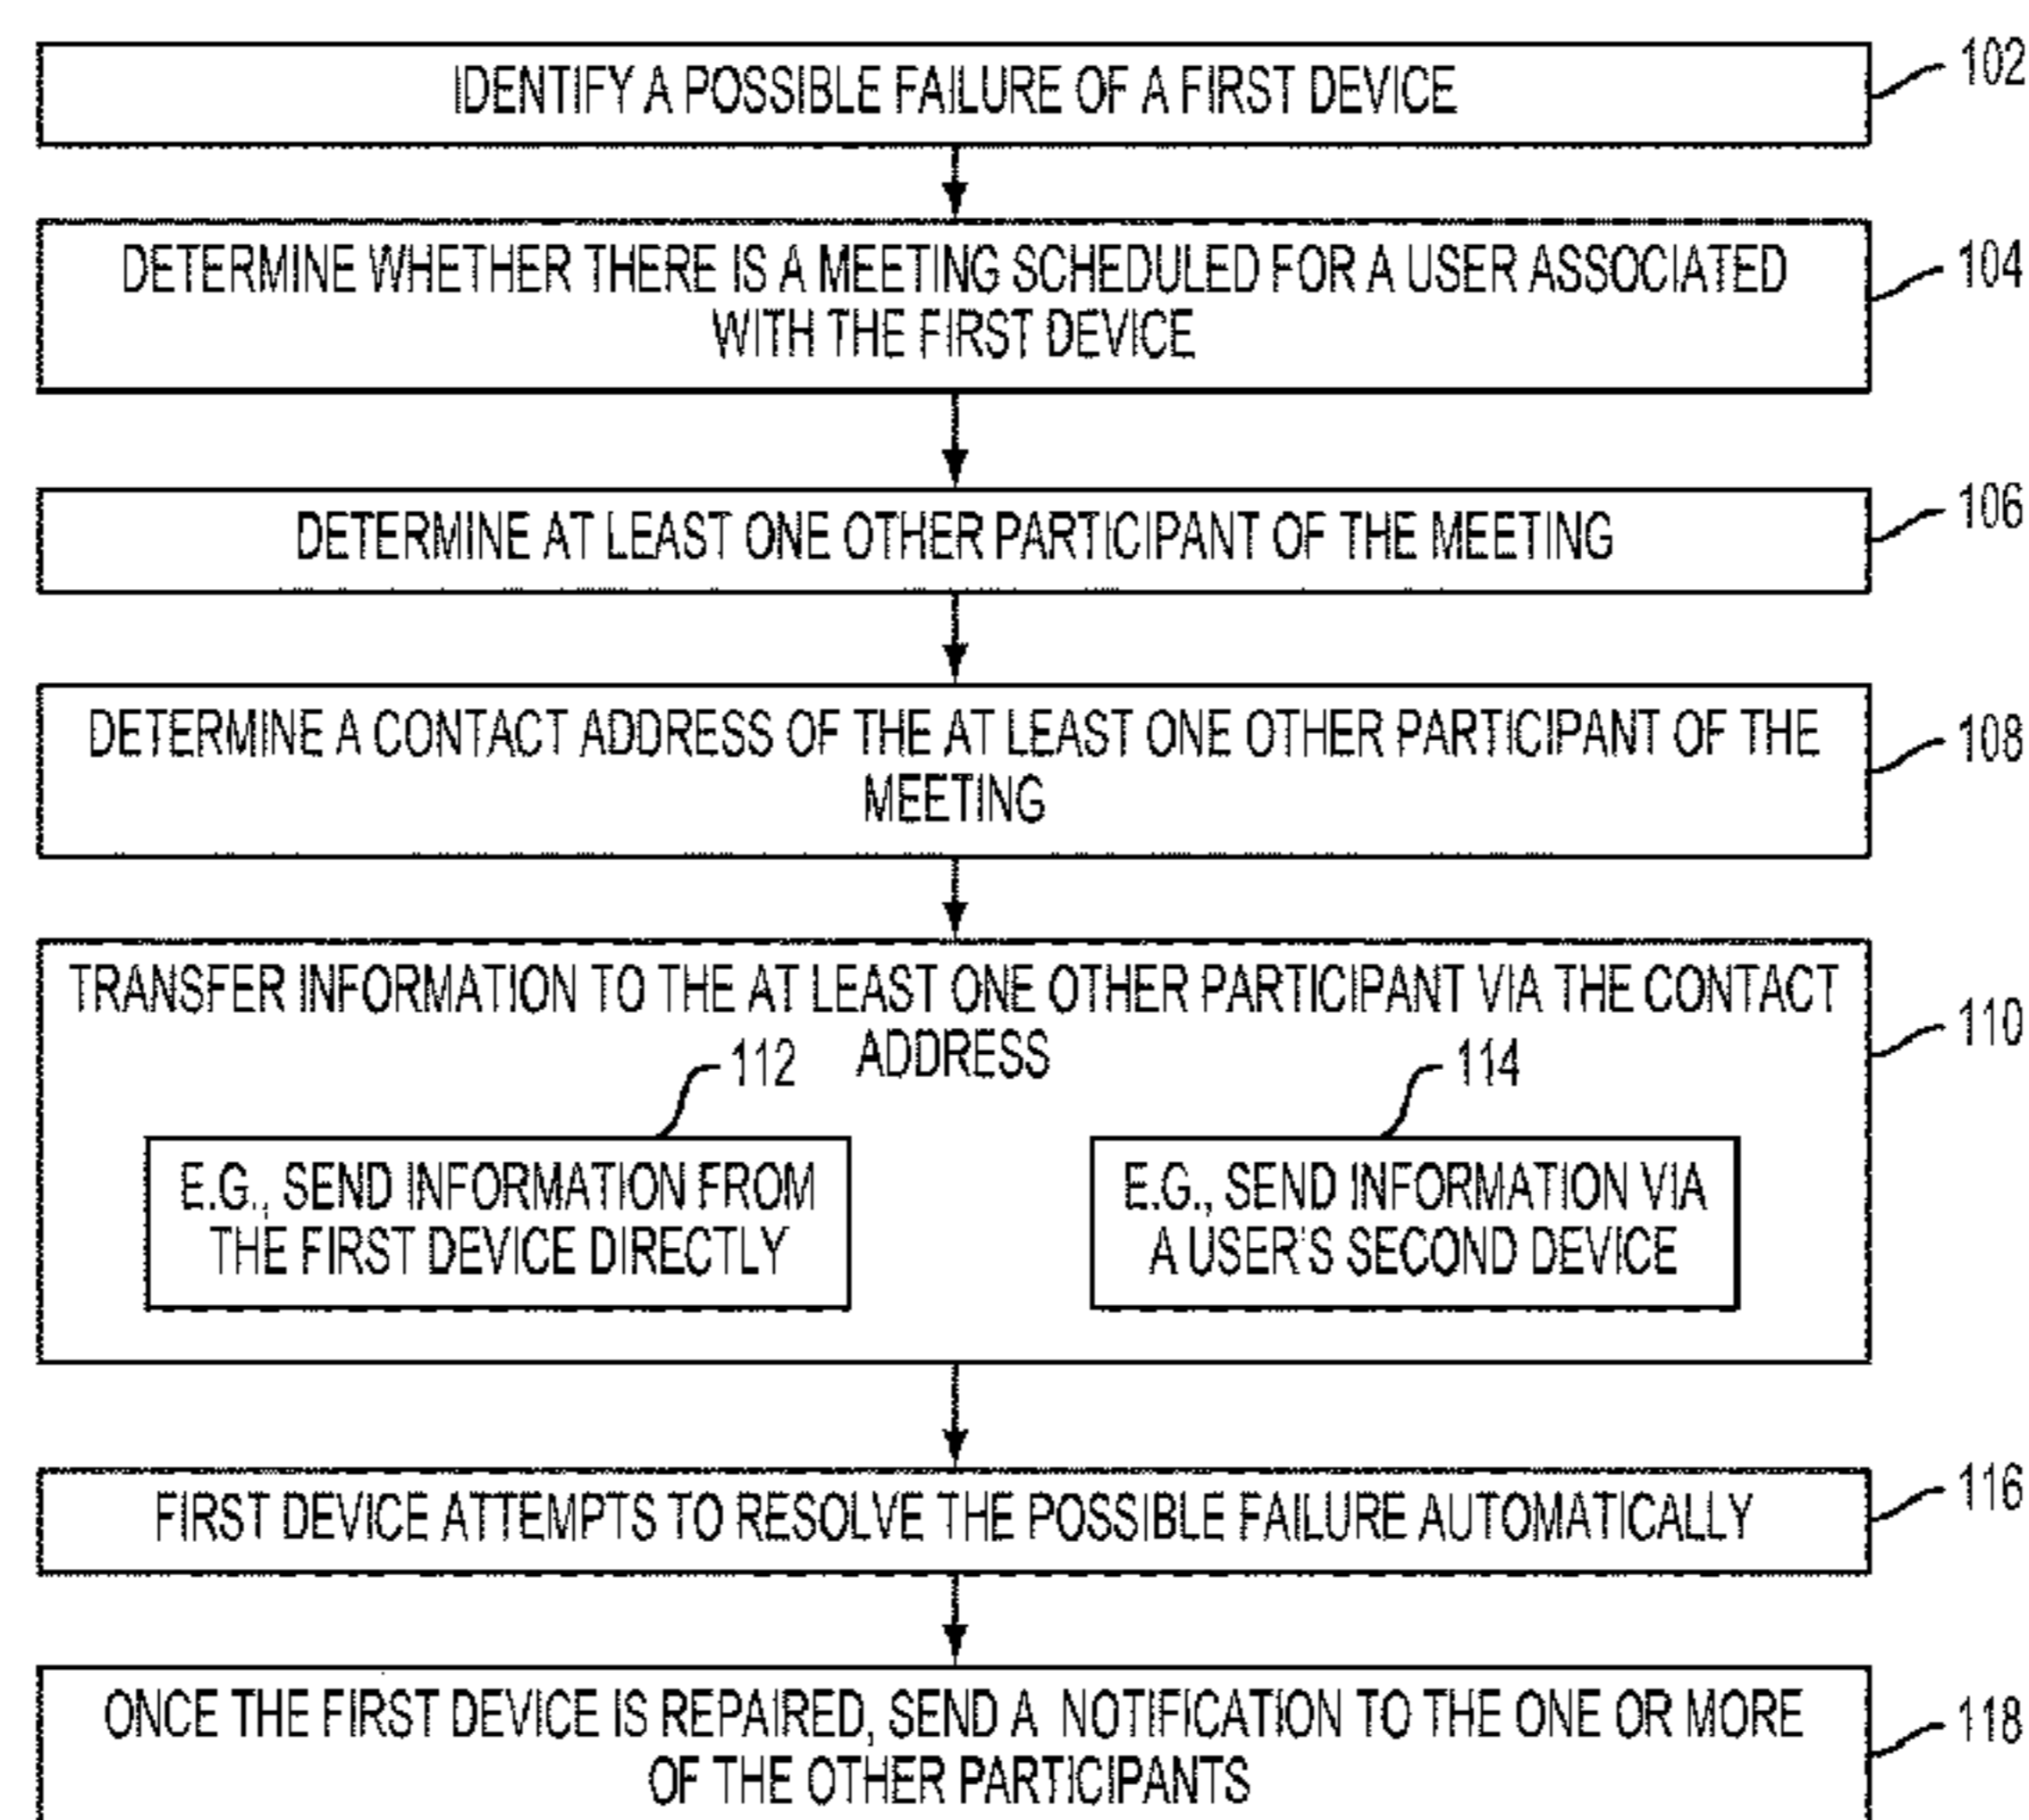 IDENTIFY A POSSIBLE FAILURE OF A FIRST DEVICE
102
DETERMINE WHETHER THERE IS A MEETING SCHEDULED FOR A USER ASSOCIATED
WITH THE FIRST DEVICE
104
DETERMINE AT LEAST ONE OTHER PARTICIPANT OF THE MEETING
106
DETERMINE A CONTACT ADDRESS OF THE AT LEAST ONE OTHER PARTICIPANT OF THE
MEETING
108
TRANSFER INFORMATION TO THE AT LEAST ONE OTHER PARTICIPANT VIA THE CONTACT
ADDRESS
110
112
E.G., SEND INFORMATION FROM
THE FIRST DEVICE DIRECTLY
114
E.G., SEND INFORMATION VIA
A USER'S SECOND DEVICE
FIRST DEVICE ATTEMPTS TO RESOLVE THE POSSIBLE FAILURE AUTOMATICALLY
116
ONCE THE FIRST DEVICE IS REPAIRED, SEND A NOTIFICATION TO THE ONE OR MORE
OF THE OTHER PARTICIPANTS
118